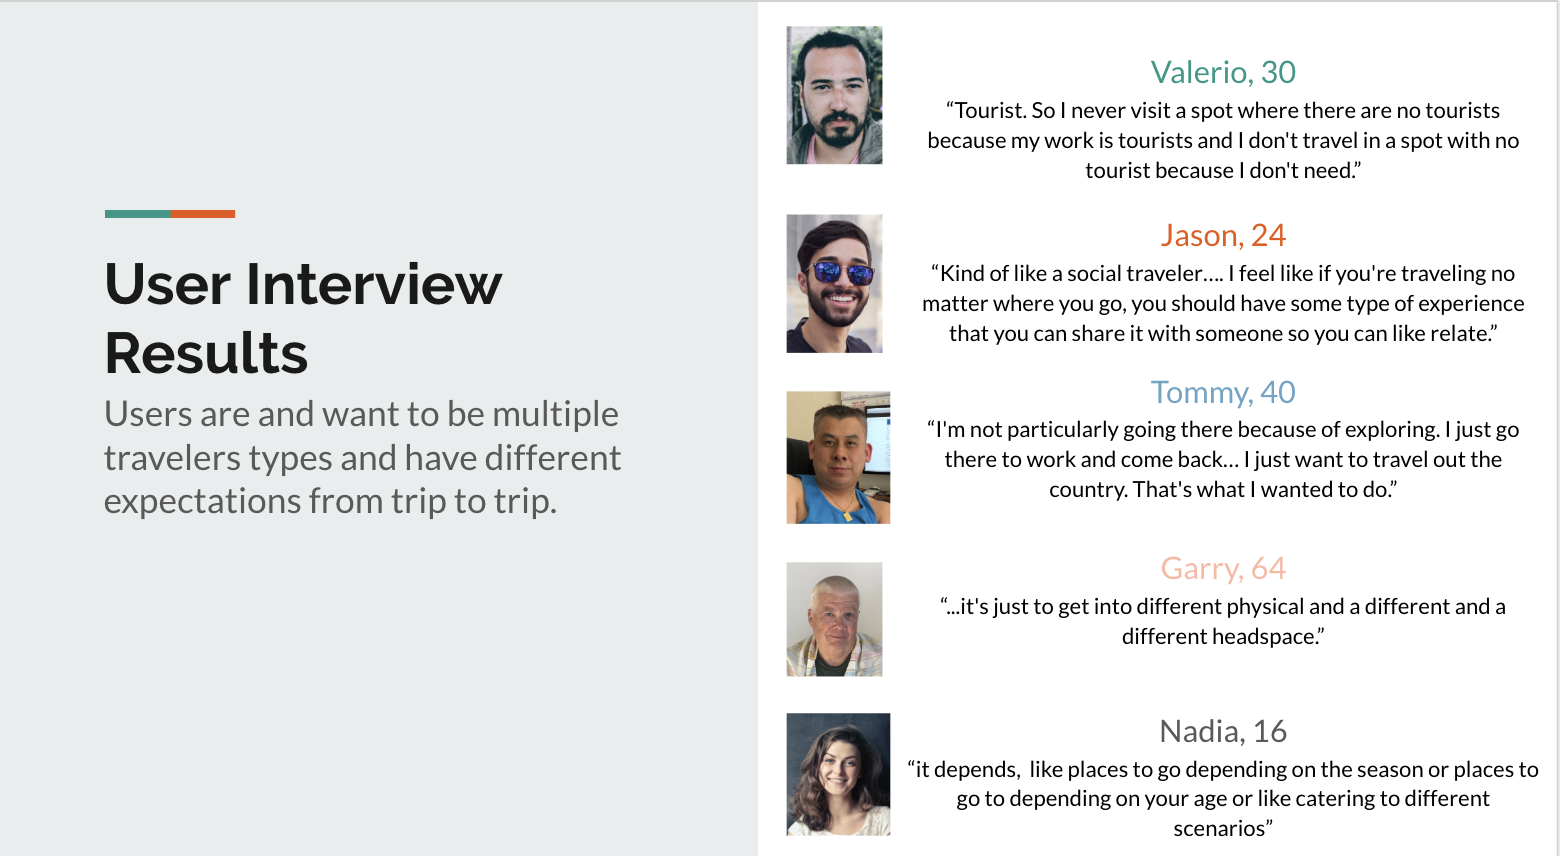 User Interview
Results
Users are and want to be multiple
travelers types and have different
expectations from trip to trip.
Valerio, 30
“Tourist. So I never visit a spot where there are no tourists
because my work is tourists and I don't travel in a spot with no
tourist because I don't need.”
Jason, 24
“Kind of like a social traveler.... I feel like if you're traveling no
matter where you go, you should have some type of experience
that you can share it with someone so you can like relate.”
Tommy, 40
“I'm not particularly going there because of exploring. I just go
there to work and come back... I just want to travel out the
country. That's what I wanted to do.”
Garry, 64
“...it's just to get into different physical and a different and a
different headspace.”
Nadia, 16
“it depends,  like places to go depending on the season or places to
go to depending on your age or like catering to different
scenarios”